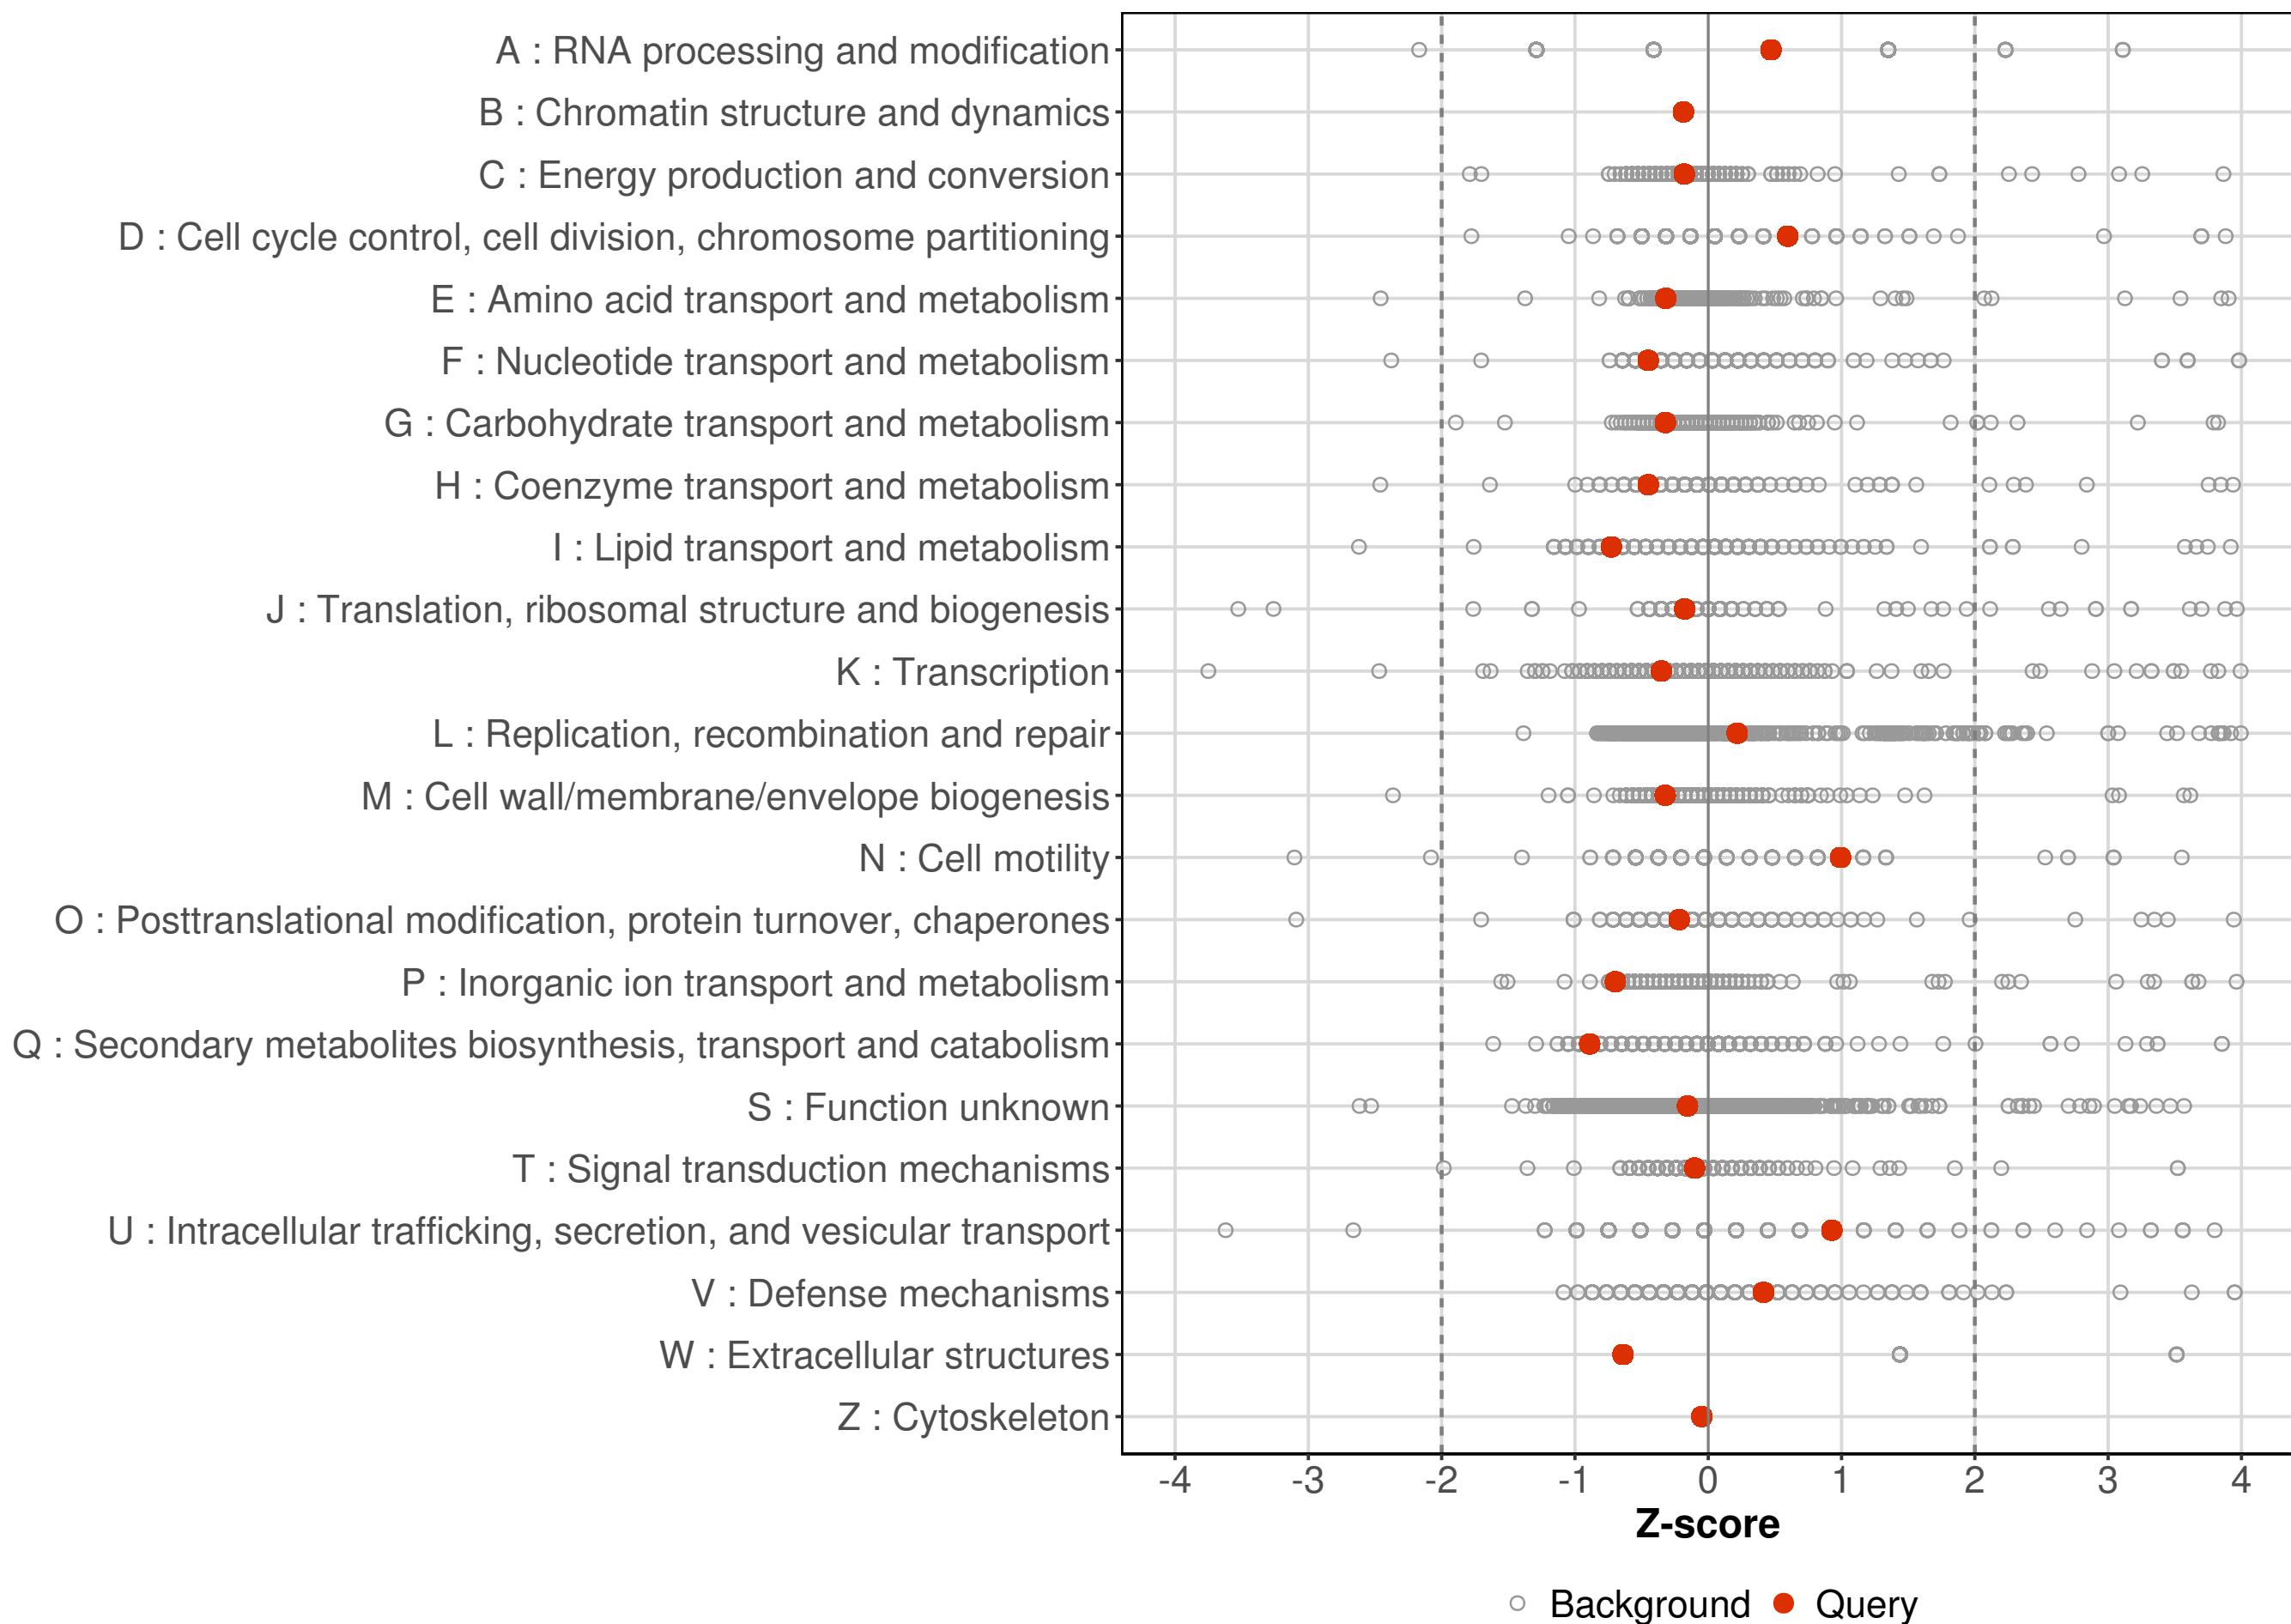 A : RNA processing and modification
B : Chromatin structure and dynamics
C : Energy production and conversion
D : Cell cycle control, cell division, chromosome partitioning
E : Amino acid transport and metabolism
F : Nucleotide transport and metabolism
G : Carbohydrate transport and metabolism
H : Coenzyme transport and metabolism
I : Lipid transport and metabolism
J : Translation, ribosomal structure and biogenesis
K : Transcription
L : Replication, recombination and repair
M : Cell wall/membrane/envelope biogenesis
N : Cell motility
O : Posttranslational modification, protein turnover, chaperones
P : Inorganic ion transport and metabolism
Q : Secondary metabolites biosynthesis, transport and catabolism
S : Function unknown
T : Signal transduction mechanisms
U : Intracellular trafficking, secretion, and vesicular transport
V : Defense mechanisms
W : Extracellular structures
Z : Cytoskeleton
-4 -3 -2 -1 0 1 2 3 4
Z-score
Background Query